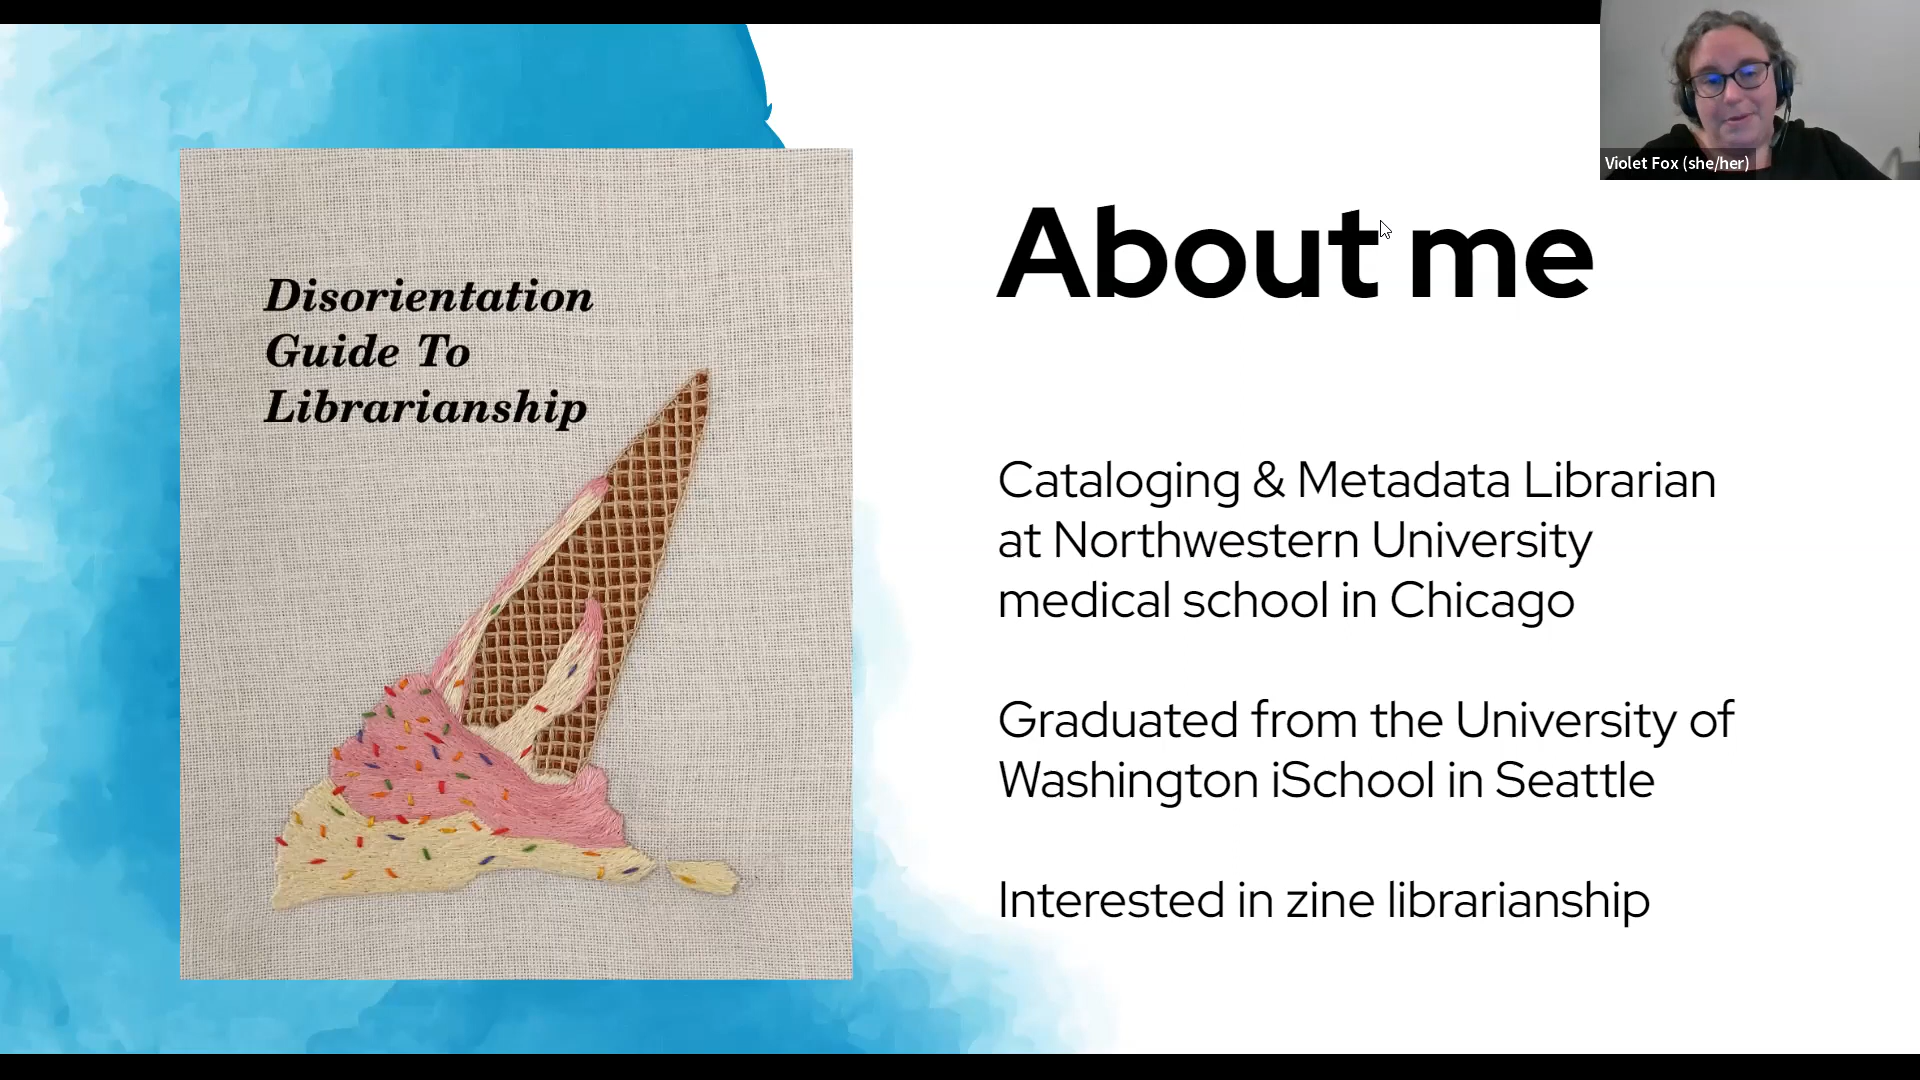 Violet Fox (she/her)
Disorientation
Guide To
Librarianship
About me
Cataloging & Metadata Librarian
at Northwestern University
medical school in Chicago
Graduated from the University of
Washington iSchool in Seattle
Interested in zine librarianship